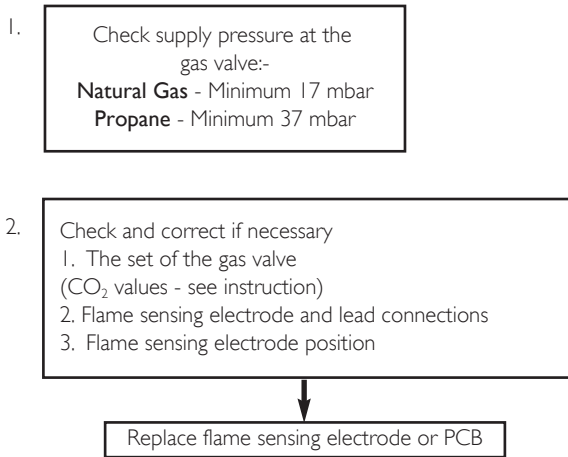 1.
Check supply pressure at the
gas valve:-
Natural Gas - Minimum 17 mbar
Propane - Minimum 37 mbar
2.
Check and correct if necessary
1. The set of the gas valve
(CO₂ values - see instruction)
2. Flame sensing electrode and lead connections
3. Flame sensing electrode position
Replace flame sensing electrode or PCB